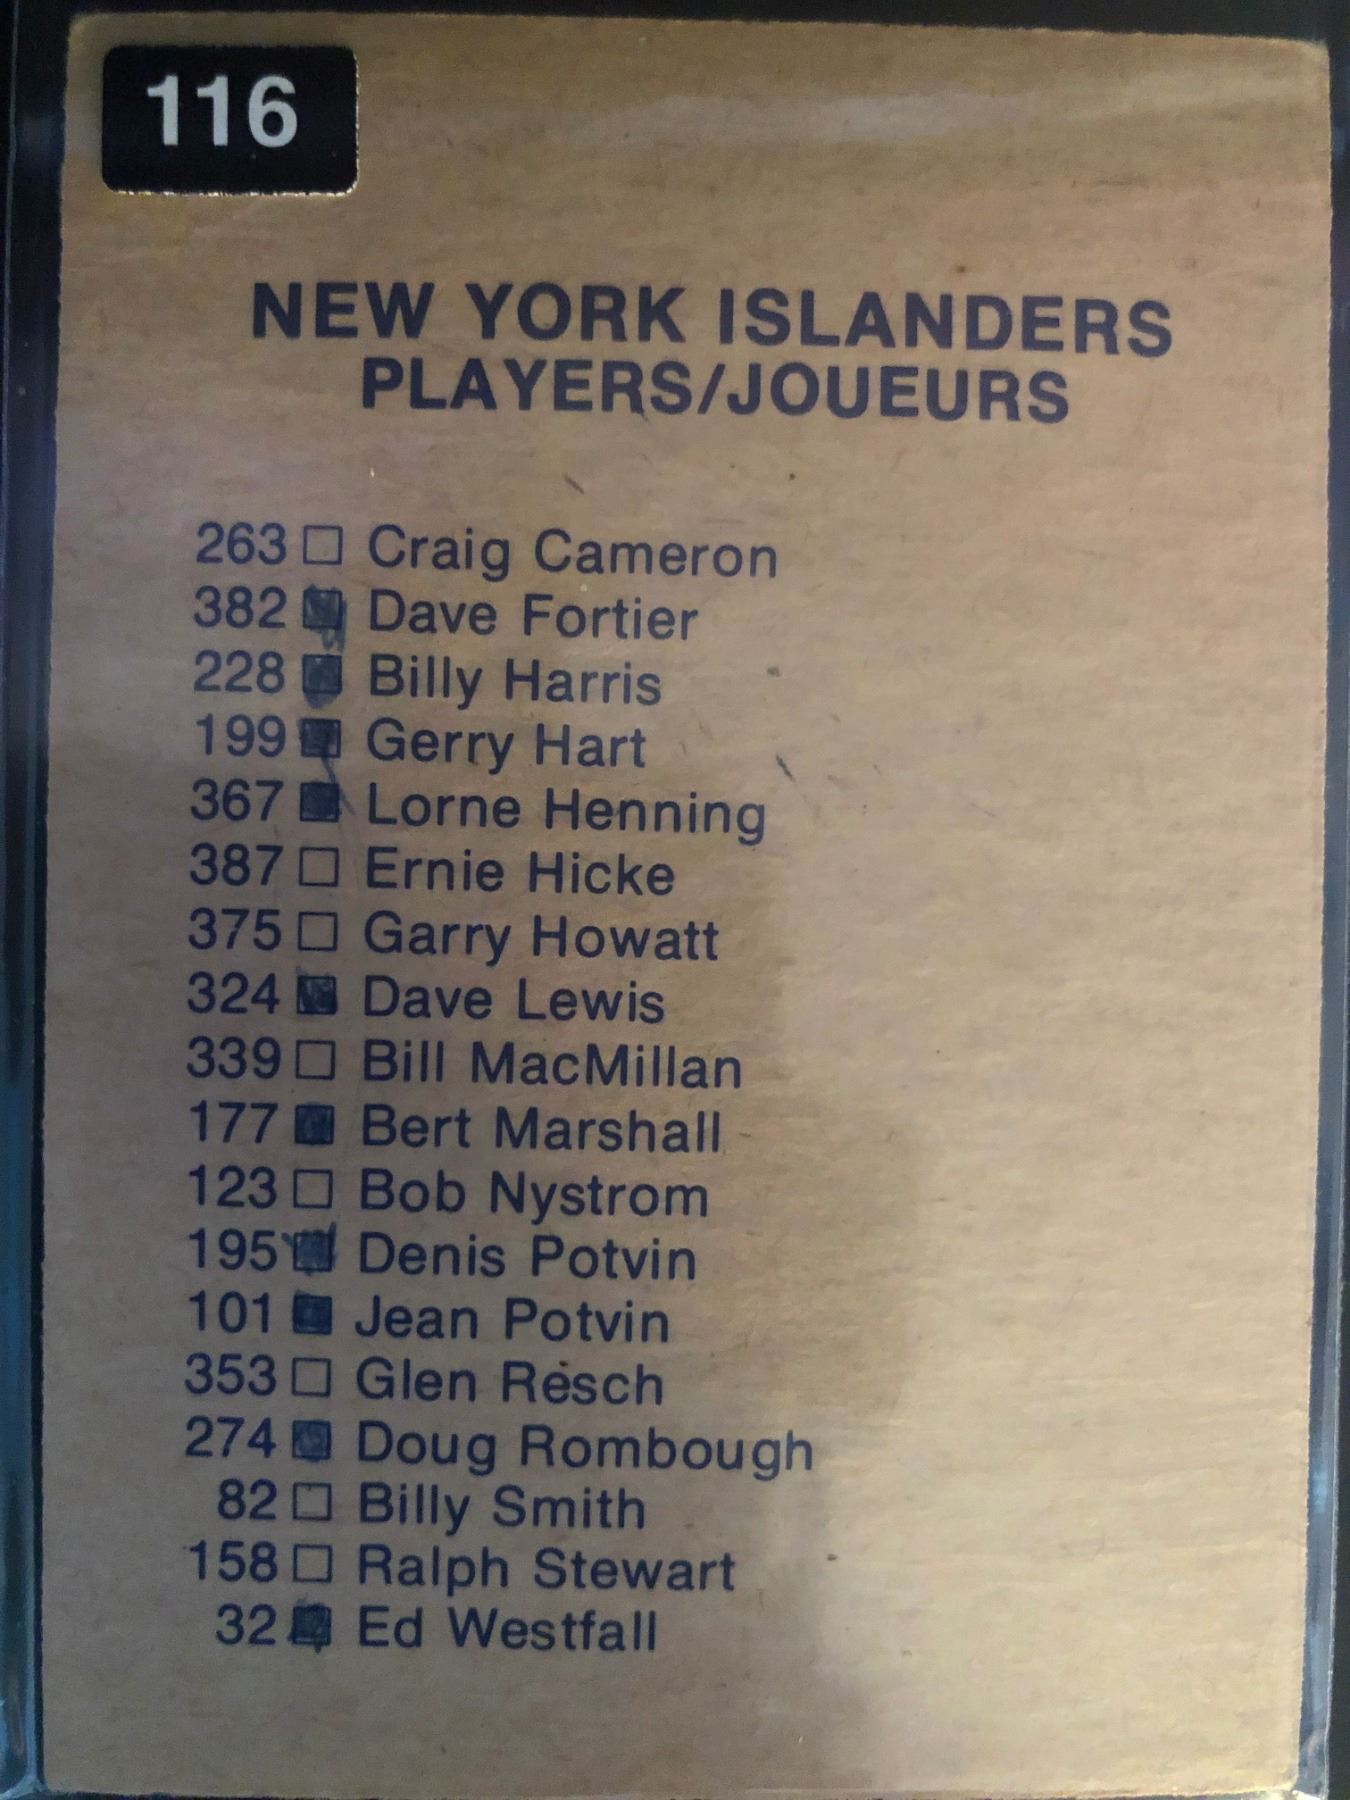 116
NEW YORK ISLANDERS
PLAYERS/JOUEURS
263 □ Craig Cameron
382 ■ Dave Fortier
228 ■ Billy Harris
199 ■ Gerry Hart
367 ■ Lorne Henning
387 □ Ernie Hicke
375 □ Garry Howatt
324 ■ Dave Lewis
339 □ Bill MacMillan
177 ■ Bert Marshall
123 □ Bob Nystrom
195 ■ Denis Potvin
101 ■ Jean Potvin
353 □ Glen Resch
274 ■ Doug Rombough
82 □ Billy Smith
158 □ Ralph Stewart
32 ■ Ed Westfall